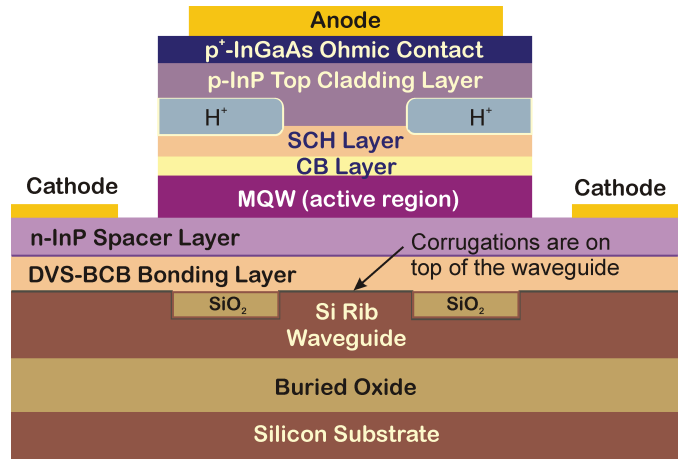 Anode
p⁺-InGaAs Ohmic Contact
p-InP Top Cladding Layer
H⁺
H⁺
SCH Layer
CB Layer
Cathode
Cathode
MQW (active region)
n-InP Spacer Layer
Corrugations are on
top of the waveguide
DVS-BCB Bonding Layer
SiO₂
SiO₂
Si Rib
Waveguide
Buried Oxide
Silicon Substrate